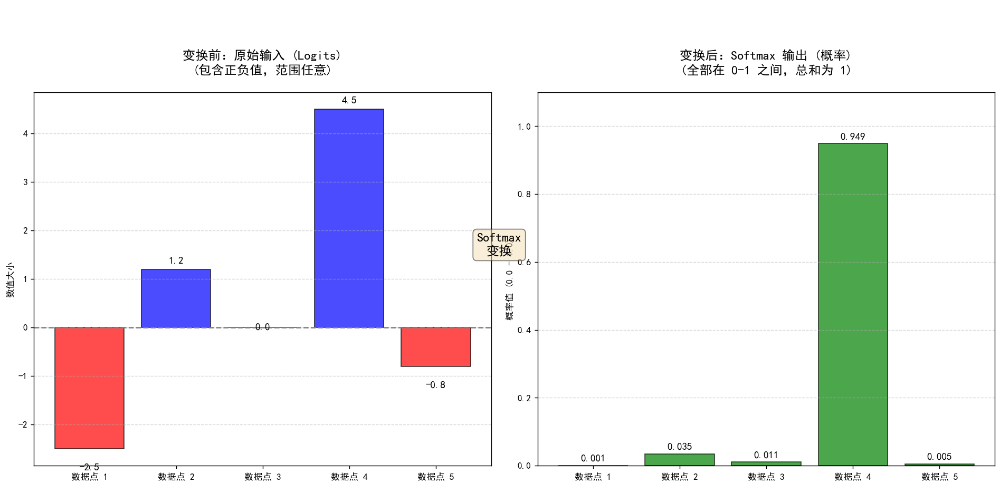 变换前: 原始输入 (Logits)
(包含正负值, 范围任意)
数值大小
4
3
2
1
0
−1
−2
−2.5
1.2
0.0
4.5
−0.8
数据点 1
数据点 2
数据点 3
数据点 4
数据点 5
Softmax
变换
变换后: Softmax 输出 (概率)
(全部在 0-1 之间, 总和为 1)
概率值 (0.0 -
1.0
0.8
0.6
0.4
0.2
0.0
0.001
0.035
0.011
0.949
0.005
数据点 1
数据点 2
数据点 3
数据点 4
数据点 5